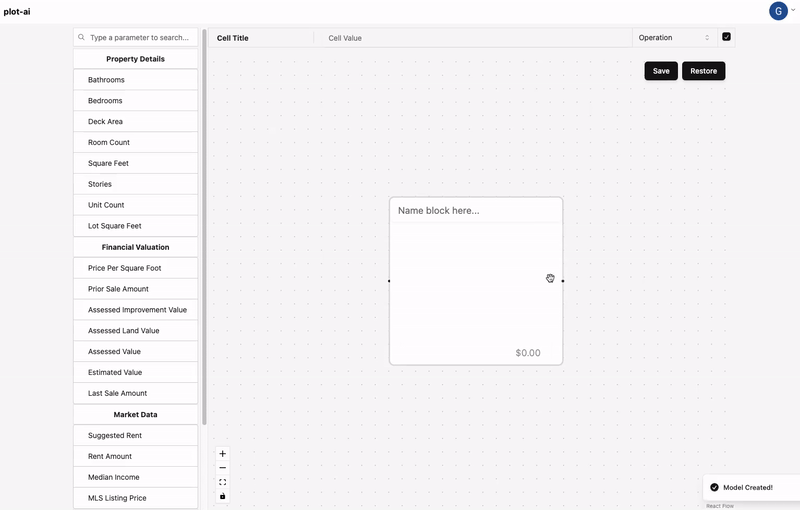 plot-ai
G
Type a parameter to search...
Cell Title
Cell Value
Operation
Save
Restore
Property Details
Bathrooms
Bedrooms
Deck Area
Room Count
Square Feet
Stories
Unit Count
Lot Square Feet
Financial Valuation
Price Per Square Foot
Prior Sale Amount
Assessed Improvement Value
Assessed Land Value
Assessed Value
Estimated Value
Last Sale Amount
Market Data
Suggested Rent
Rent Amount
Median Income
MLS Listing Price
Name block here...
$0.00
Model Created!
React Flow